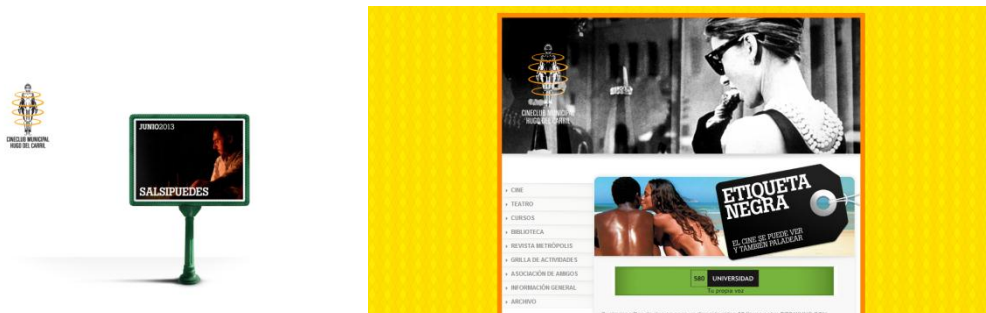 CINECLUB MUNICIPAL
HUGO DEL CARRIL
JUNIO2013
SALSIPUEDES
CINECLUB MUNICIPAL
HUGO DEL CARRIL
CINE
TEATRO
CURSOS
BIBLIOTECA
REVISTA METRÓPOLIS
GRILLA DE ACTIVIDADES
ASOCIACIÓN DE AMIGOS
INFORMACIÓN GENERAL
ARCHIVO
ETIQUETA
NEGRA
EL CINE SE PUEDE VER
Y TAMBIÉN PALADEAR
580 UNIVERSIDAD
Tu propia voz